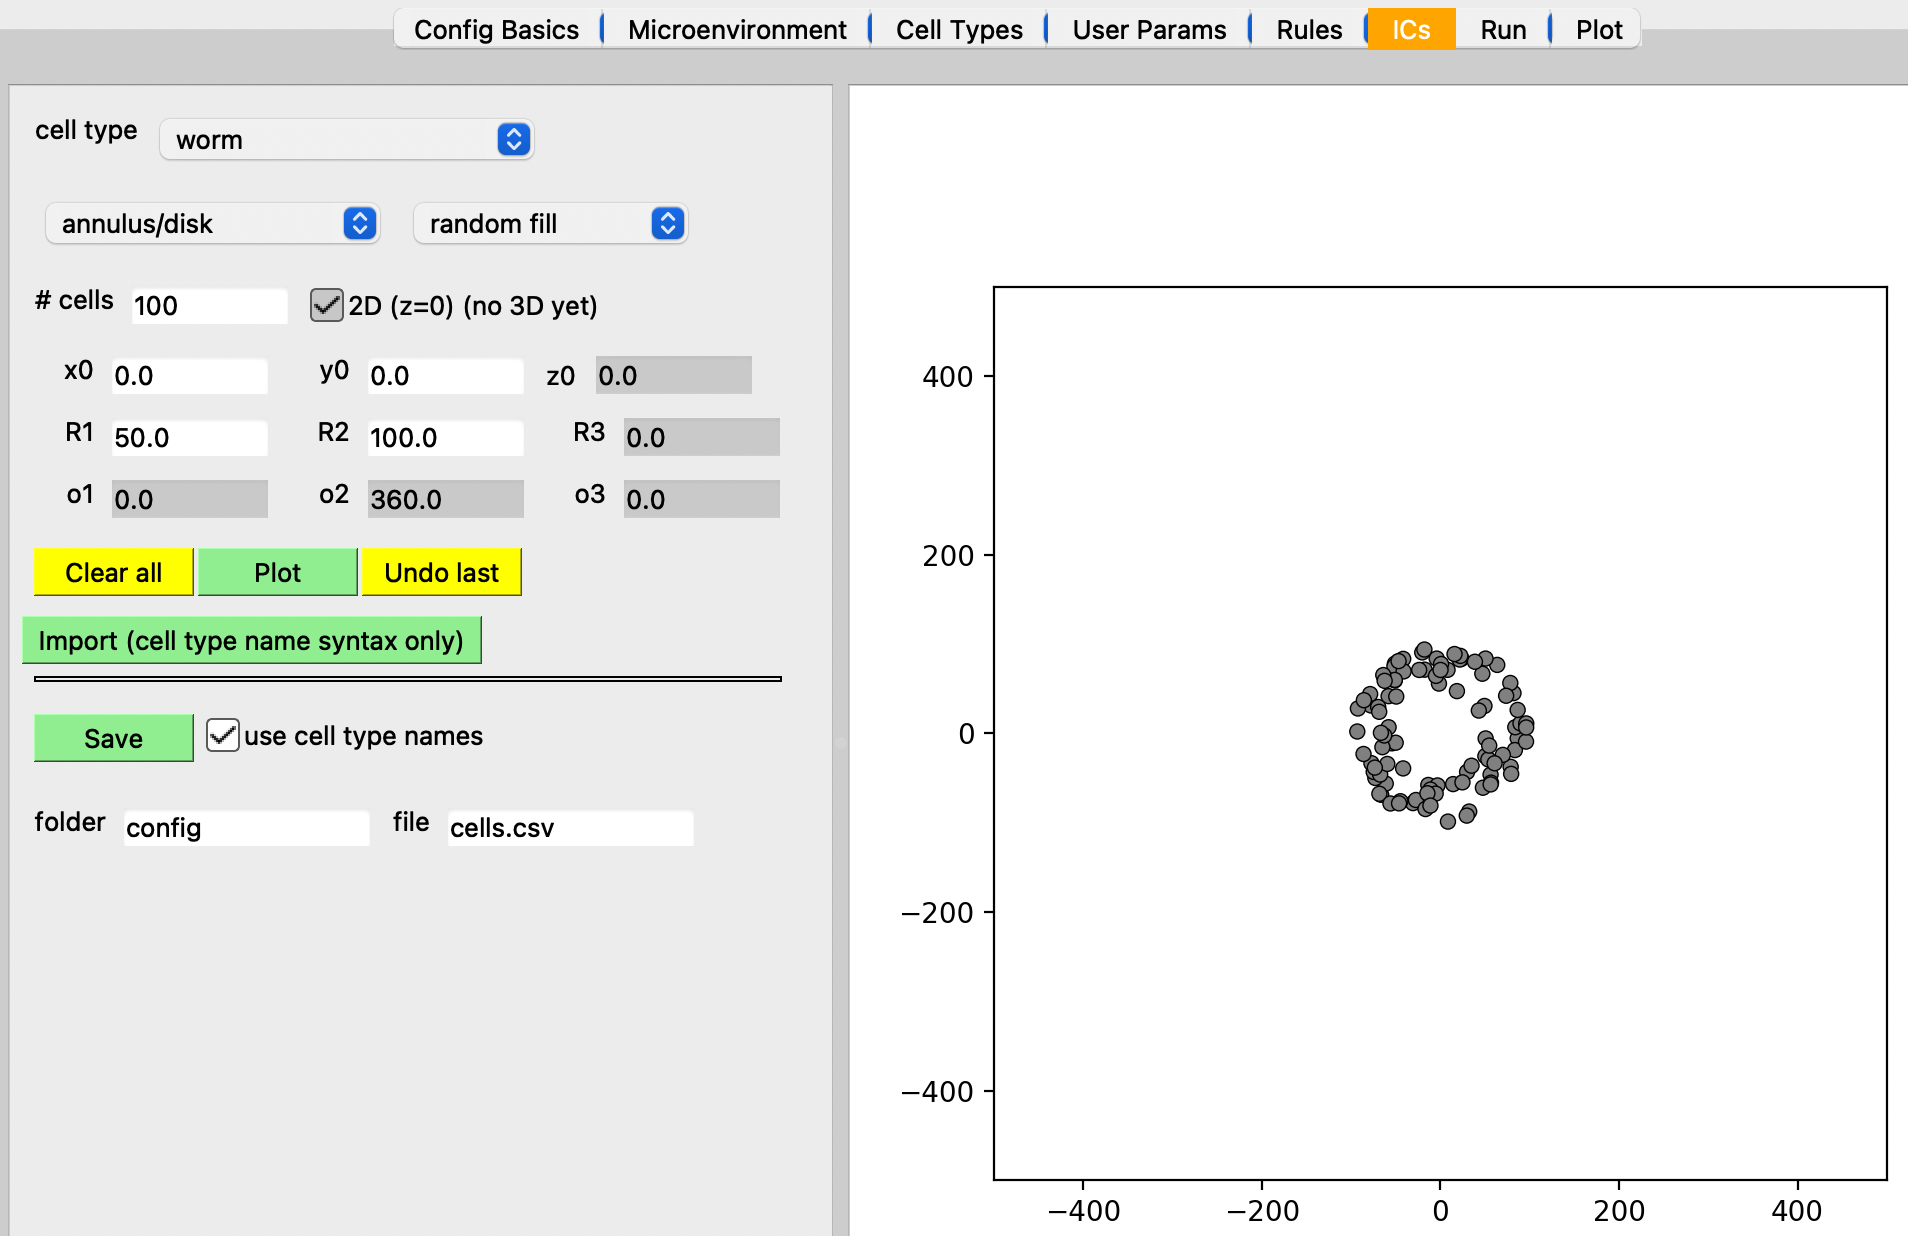 Config Basics Microenvironment Cell Types User Params Rules ICs Run Plot
cell type worm
annulus/disk random fill
# cells 100 2D (z=0) (no 3D yet)
x0 0.0 y0 0.0 z0 0.0
R1 50.0 R2 100.0 R3 0.0
o1 0.0 o2 360.0 o3 0.0
Clear all Plot Undo last
Import (cell type name syntax only)
Save use cell type names
folder config file cells.csv
400
200
0
−200
−400
−400 −200 0 200 400